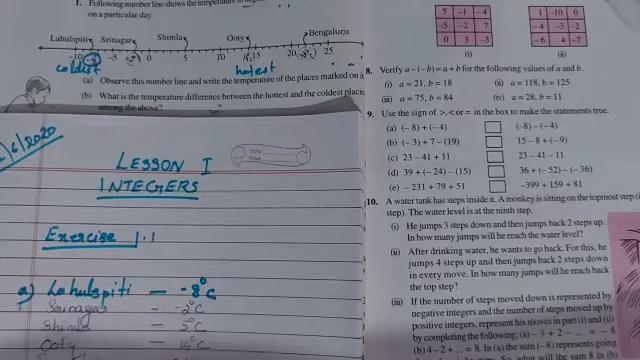 1. Following number line shows the temperature
on a particular day.
Lahulspiti Srinagar Shimla Ooty Bengaluru
-10 -5 0 5 10 15 20 25
coldest hotest
(a) Observe this number line and write the temperature of the places marked on it
(b) What is the temperature difference between the hottest and the coldest place
among the above?
/6/2020
LESSON I
INTEGERS
Date
Exercise 1.1
a) Lahulspiti — -8°C
Srinagar — -2°C
Shimla — 5°C
Ooty
5 -1 -4
-5 -2 7
0 3 -3
(i)
1 -10 0
-4 -3 -2
-6 4 -7
(ii)
8. Verify a – (– b) = a + b for the following values of a and b.
(i) a = 21, b = 18 (ii) a = 118, b = 125
(iii) a = 75, b = 84 (iv) a = 28, b = 11
9. Use the sign of >, < or = in the box to make the statements true.
(a) (– 8) + (– 4) (–8) – (–4)
(b) (– 3) + 7 – (19) 15 – 8 + (– 9)
(c) 23 – 41 + 11 23 – 41 – 11
(d) 39 + (– 24) – (15) 36 + (– 52) – (– 36)
(e) – 231 + 79 + 51 -399 + 159 + 81
10. A water tank has steps inside it. A monkey is sitting on the topmost step (i
step). The water level is at the ninth step.
(i) He jumps 3 steps down and then jumps back 2 steps up.
In how many jumps will he reach the water level?
(ii) After drinking water, he wants to go back. For this, he
jumps 4 steps up and then jumps back 2 steps down
in every move. In how many jumps will he reach back
the top step?
(iii) If the number of steps moved down is represented by
negative integers and the number of steps moved up by
positive integers, represent his moves in part (i) and (ii)
by completing the following; (a) – 3 + 2 – ... = – 8
(b) 4 – 2 + ... = 8. In (a) the sum (– 8) represents going